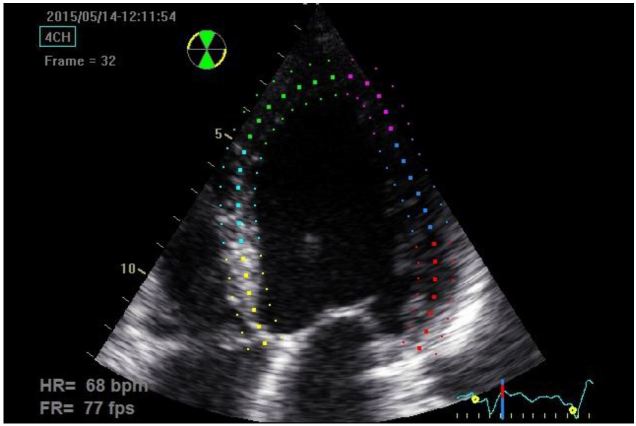 2015/05/14-12:11:54
4CH
Frame = 32
5
10
HR= 68 bpm
FR= 77 fps